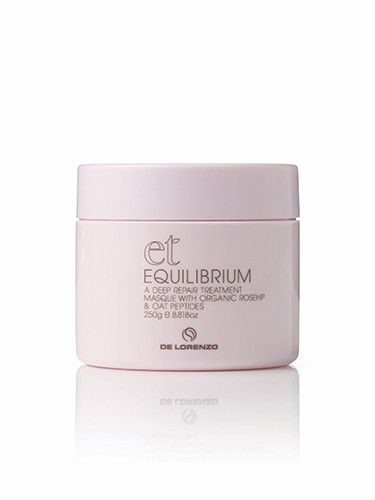 et
EQUILIBRIUM
A DEEP REPAIR TREATMENT
MASQUE WITH ORGANIC ROSEHIP
& OAT PEPTIDES
250g ℮ 8.818oz
DE LORENZO